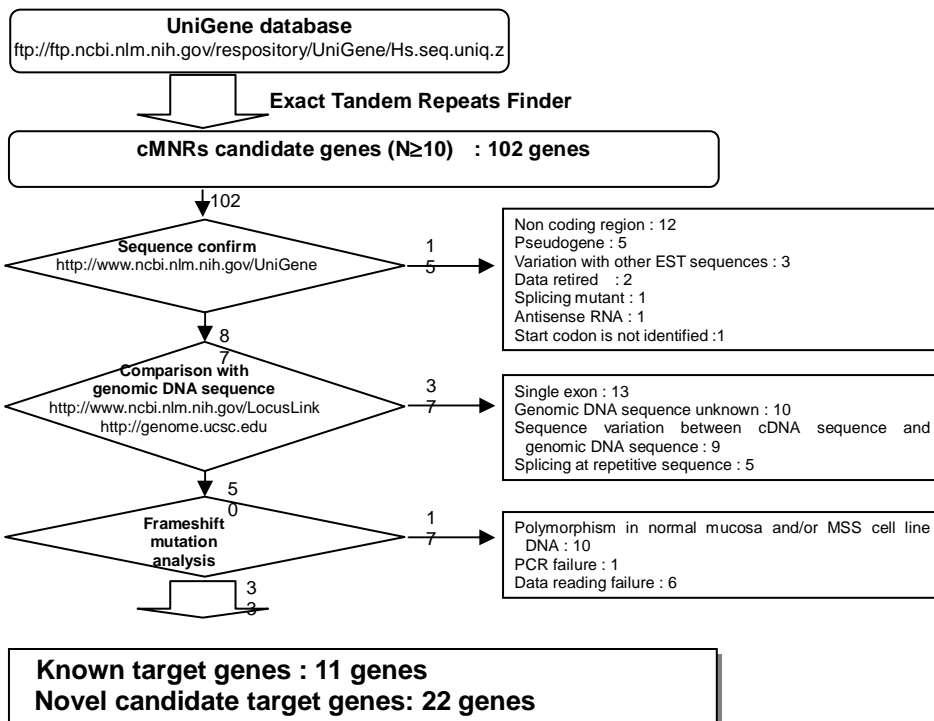 UniGene database
ftp://ftp.ncbi.nlm.nih.gov/respository/UniGene/Hs.seq.uniq.z
Exact Tandem Repeats Finder
cMNRs candidate genes (N≥10) : 102 genes
102
Sequence confirm
http://www.ncbi.nlm.nih.gov/UniGene
1
5
Non coding region : 12
Pseudogene : 5
Variation with other EST sequences : 3
Data retired : 2
Splicing mutant : 1
Antisense RNA : 1
Start codon is not identified :1
8
7
Comparison with
genomic DNA sequence
http://www.ncbi.nlm.nih.gov/LocusLink
http://genome.ucsc.edu
3
7
Single exon : 13
Genomic DNA sequence unknown : 10
Sequence variation between cDNA sequence and
genomic DNA sequence : 9
Splicing at repetitive sequence : 5
5
0
Frameshift
mutation
analysis
1
7
Polymorphism in normal mucosa and/or MSS cell line
DNA : 10
PCR failure : 1
Data reading failure : 6
3
3
Known target genes : 11 genes
Novel candidate target genes: 22 genes